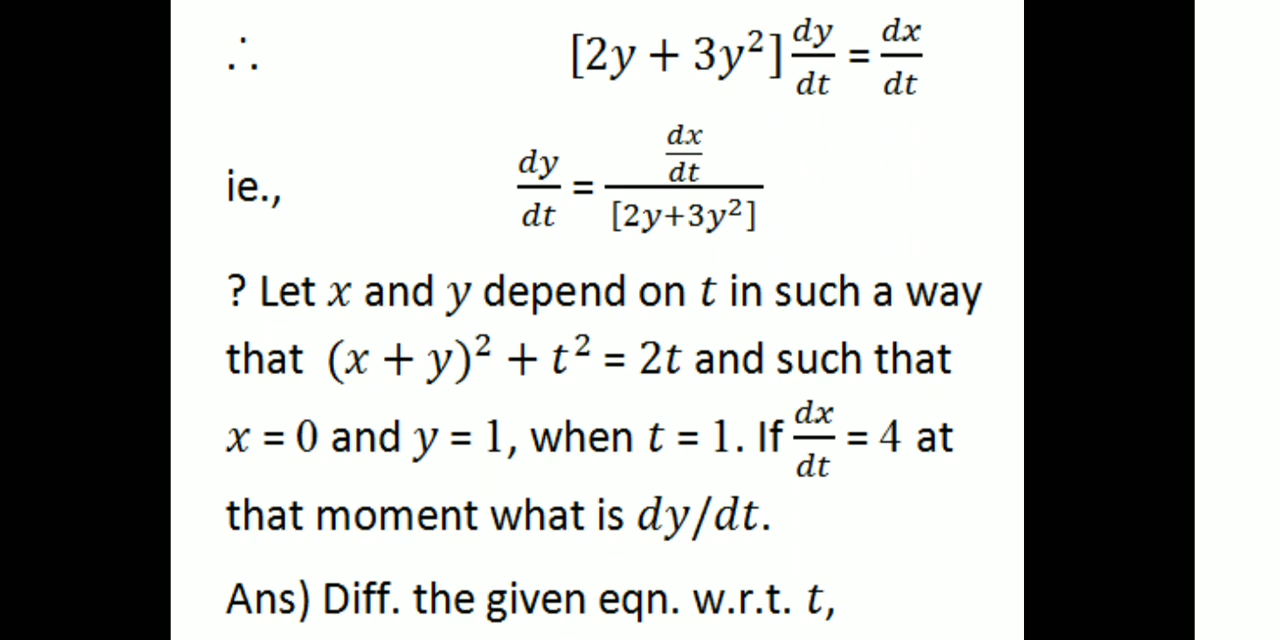 ∴ [2y + 3y²] dy/dt = dx/dt
ie., dy/dt = (dx/dt)/[2y+3y²]
? Let x and y depend on t in such a way
that (x + y)² + t² = 2t and such that
x = 0 and y = 1, when t = 1. If dx/dt = 4 at
that moment what is dy/dt.
Ans) Diff. the given eqn. w.r.t. t,